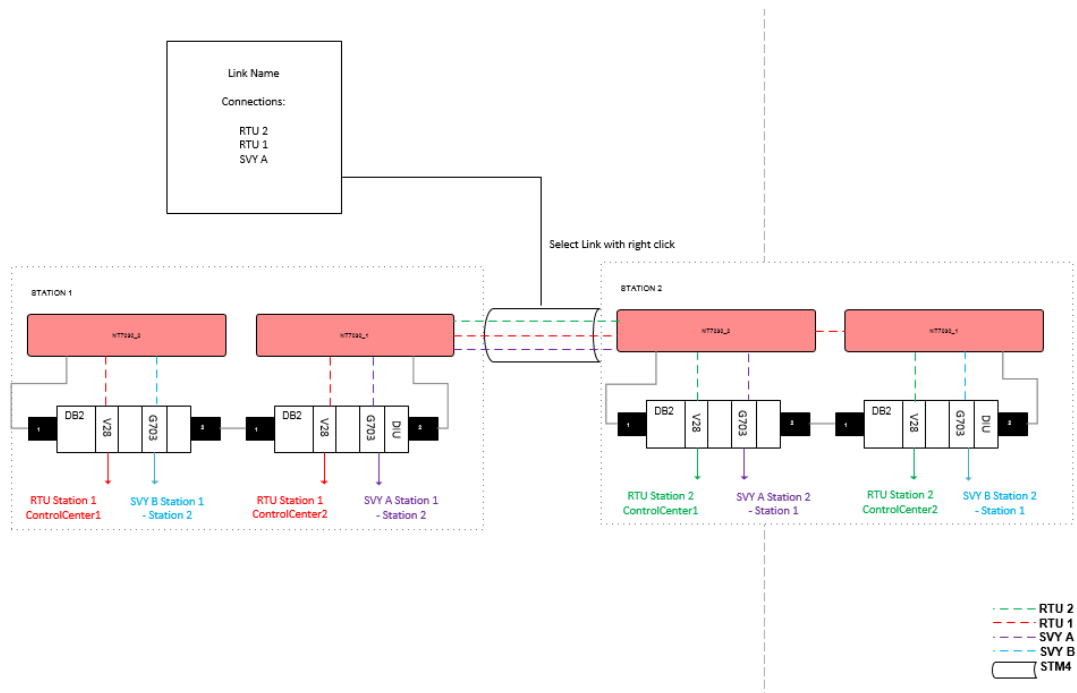 Link Name
Connections:
RTU 2
RTU 1
SVY A
Select Link with right click
STATION 1
NT7030_2
NT7030_1
STATION 2
NT7030_2
NT7030_1
1
DB2
V28
G703
2
1
DB2
V28
G703
DIU
2
1
DB2
V28
G703
2
1
DB2
V28
G703
DIU
2
RTU Station 1
ControlCenter1
SVY B Station 1
- Station 2
RTU Station 1
ControlCenter2
SVY A Station 1
- Station 2
RTU Station 2
ControlCenter1
SVY A Station 2
- Station 1
RTU Station 2
ControlCenter2
SVY B Station 2
- Station 1
RTU 2
RTU 1
SVY A
SVY B
STM4